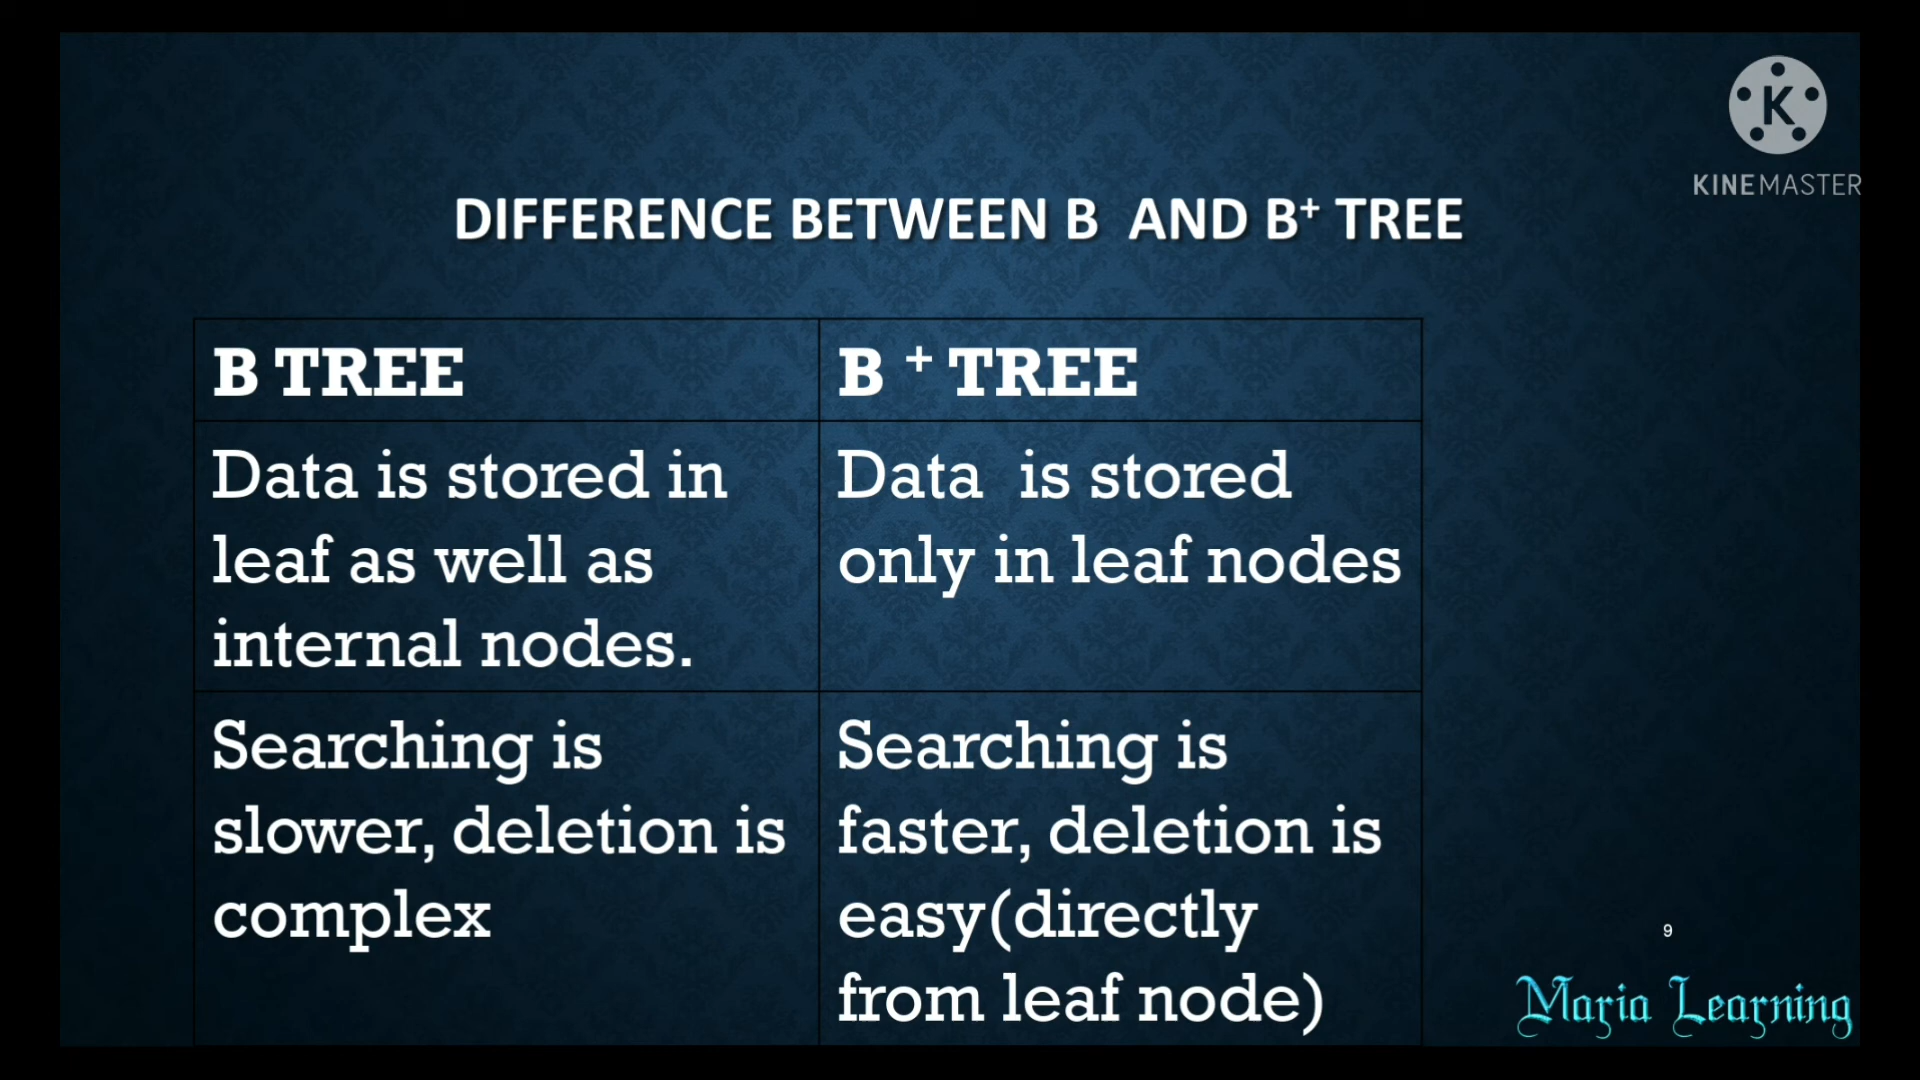 KINEMASTER
DIFFERENCE BETWEEN B AND B+ TREE
B TREE
B + TREE
Data is stored in
leaf as well as
internal nodes.
Data is stored
only in leaf nodes
Searching is
slower, deletion is
complex
Searching is
faster, deletion is
easy(directly
from leaf node)
9
Maria Learning